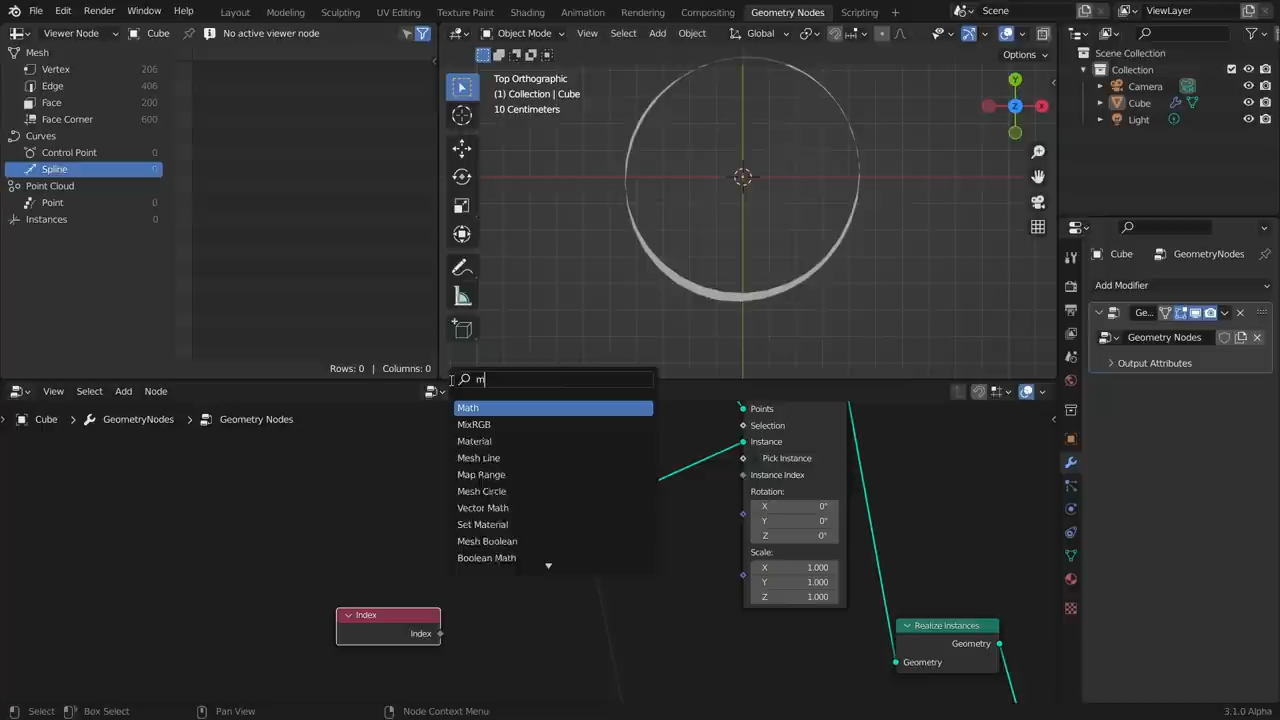 File Edit Render Window Help Layout Modeling Sculpting UV Editing Texture Paint Shading Animation Rendering Compositing Geometry Nodes Scripting Scene ViewLayer
Viewer Node Cube No active viewer node
Object Mode View Select Add Object Global
Options
Mesh
Vertex 206
Edge 406
Face 200
Face Corner 600
Curves
Control Point 0
Spline 0
Point Cloud
Point 0
Instances 0
Rows: 0 | Columns: 0
Top Orthographic
(1) Collection | Cube
10 Centimeters
Y
X
Z
Scene Collection
Collection
Camera
Cube
Light
Cube GeometryNodes
Add Modifier
Ge...
Geometry Nodes
Output Attributes
View Select Add Node
Cube GeometryNodes Geometry Nodes
m
Math
MixRGB
Material
Mesh Line
Map Range
Mesh Circle
Vector Math
Set Material
Mesh Boolean
Boolean Math
Points
Selection
Instance
Pick Instance
Instance Index
Rotation:
X 0°
Y 0°
Z 0°
Scale:
X 1.000
Y 1.000
Z 1.000
Index
Index
Realize Instances
Geometry
Geometry
Select Box Select Pan View Node Context Menu 3.1.0 Alpha